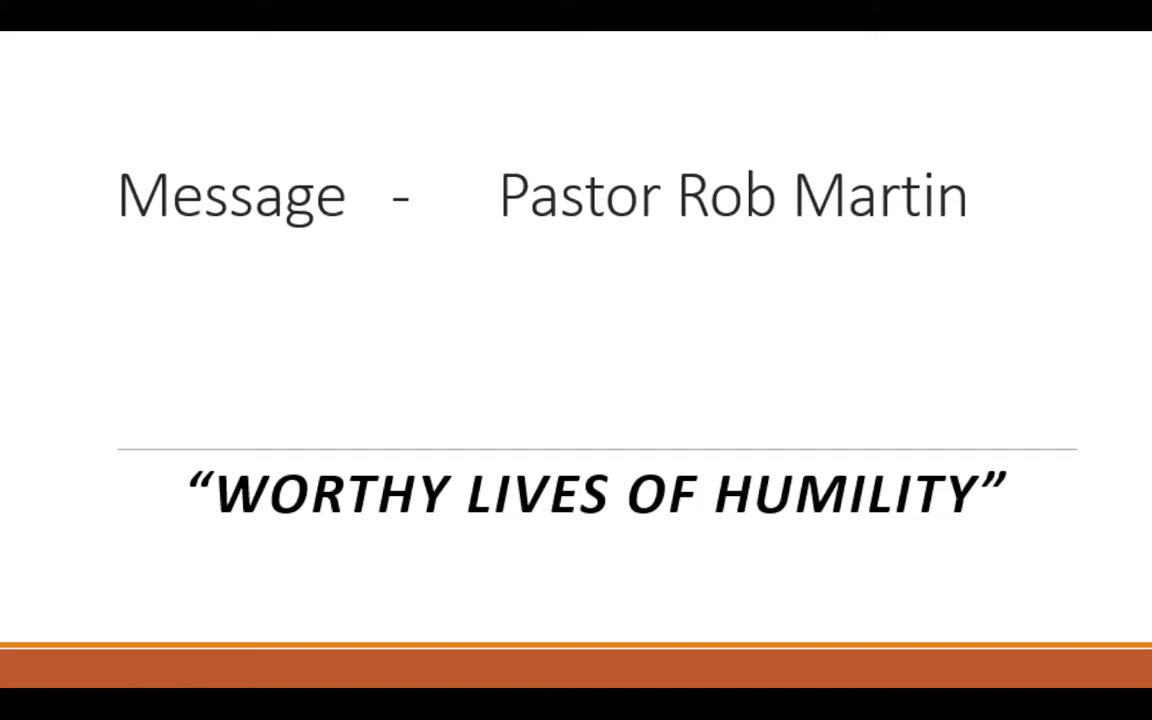 Message - Pastor Rob Martin
“WORTHY LIVES OF HUMILITY”